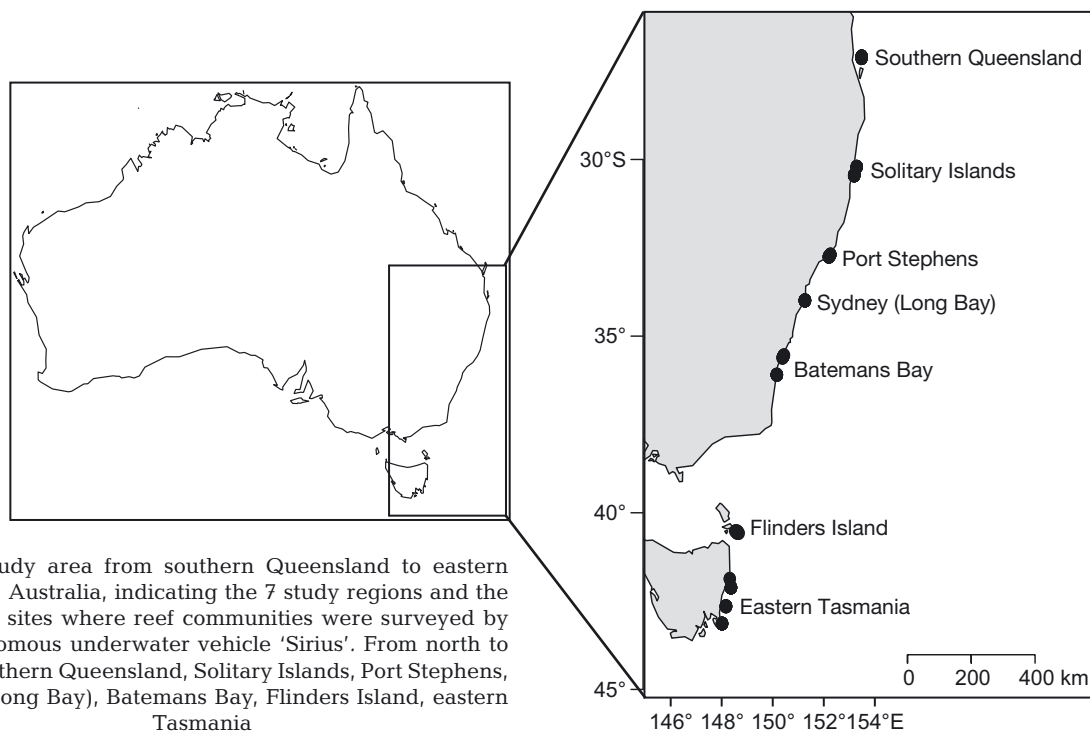 Southern Queensland
30°S
Solitary Islands
Port Stephens
Sydney (Long Bay)
35°
Batemans Bay
40°
Flinders Island
Eastern Tasmania
0 200 400 km
45°
146° 148° 150° 152°154°E
udy area from southern Queensland to eastern
Australia, indicating the 7 study regions and the
sites where reef communities were surveyed by
omous underwater vehicle ‘Sirius’. From north to
thern Queensland, Solitary Islands, Port Stephens,
ong Bay), Batemans Bay, Flinders Island, eastern
Tasmania